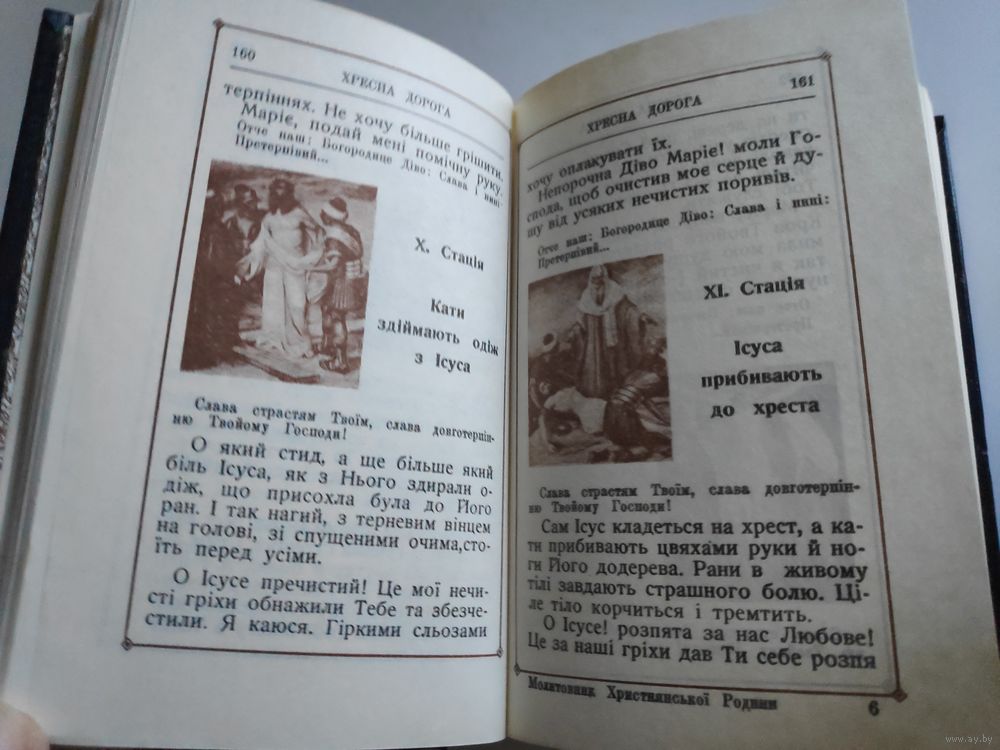 160
ХРЕСНА ДОРОГА
терпіннях. Не хочу більше грішити.
Маріє, подай мені помічну руку.
Отче наш: Богородице Діво: Слава і нині:
Претерпівий...
X. Стація
Кати
здіймають одіж
з Ісуса
Слава страстям Твоїм, слава довготерпін-
ню Твойому Господи!
О який стид, а ще більше який
біль Ісуса, як з Нього здирали о-
діж, що присохла була до Його
ран. І так нагий, з терневим вінцем
на голові, зі спущеними очима,сто-
їть перед усіми.
О Ісусе пречистий! Це мої нечи-
сті гріхи обнажили Тебе та збезче-
стили. Я каюся. Гіркими сльозами
161
ХРЕСНА ДОРОГА
хочу оплакувати їх.
Непорочна Діво Маріє! моли Го-
спода, щоб очистив моє серце й ду-
шу від усяких нечистих поривів.
Отче наш: Богородице Діво: Слава і нині:
Претерпівий...
XI. Стація
Ісуса
прибивають
до хреста
Слава страстям Твоїм, слава довготерпін-
ню Твойому Господи!
Сам Ісус кладеться на хрест, а ка-
ти прибивають цвяхами руки й но-
ги Його додерева. Рани в живому
тілі завдають страшного болю. Ці-
ле тіло корчиться і тремтить.
О Ісусе! розпята за нас Любове!
Це за наші гріхи дав Ти себе розпя
Молитовник Християнської Родини
6
www.ay.by